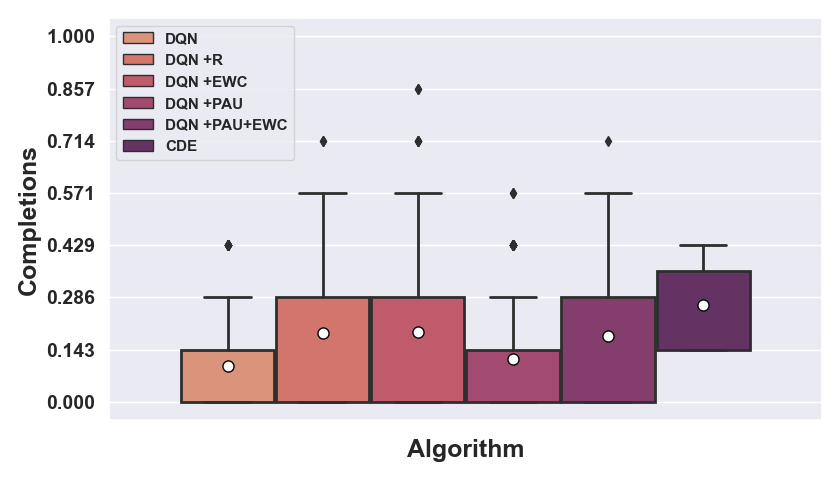 DQN
DQN +R
DQN +EWC
DQN +PAU
DQN +PAU+EWC
CDE
1.000
0.857
0.714
0.571
0.429
0.286
0.143
0.000
Completions
Algorithm